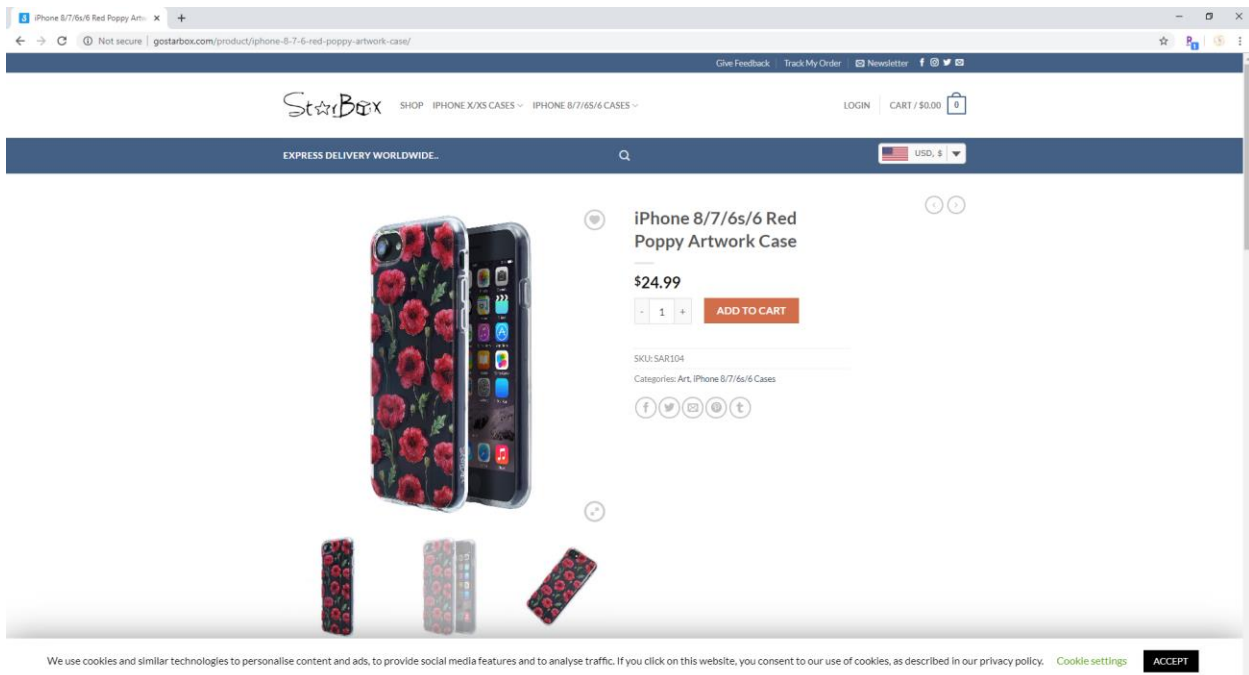 iPhone 8/7/6s/6 Red Poppy Artw
Not secure | gostarbox.com/product/iphone-8-7-6-red-poppy-artwork-case/
Give Feedback Track My Order Newsletter
StarBox SHOP IPHONE X/XS CASES IPHONE 8/7/6S/6 CASES LOGIN CART / $0.00 0
EXPRESS DELIVERY WORLDWIDE.. USD, $
iPhone 8/7/6s/6 Red
Poppy Artwork Case
$24.99
- 1 + ADD TO CART
SKU: SAR104
Categories: Art, iPhone 8/7/6s/6 Cases
We use cookies and similar technologies to personalise content and ads, to provide social media features and to analyse traffic. If you click on this website, you consent to our use of cookies, as described in our privacy policy. Cookie settings ACCEPT